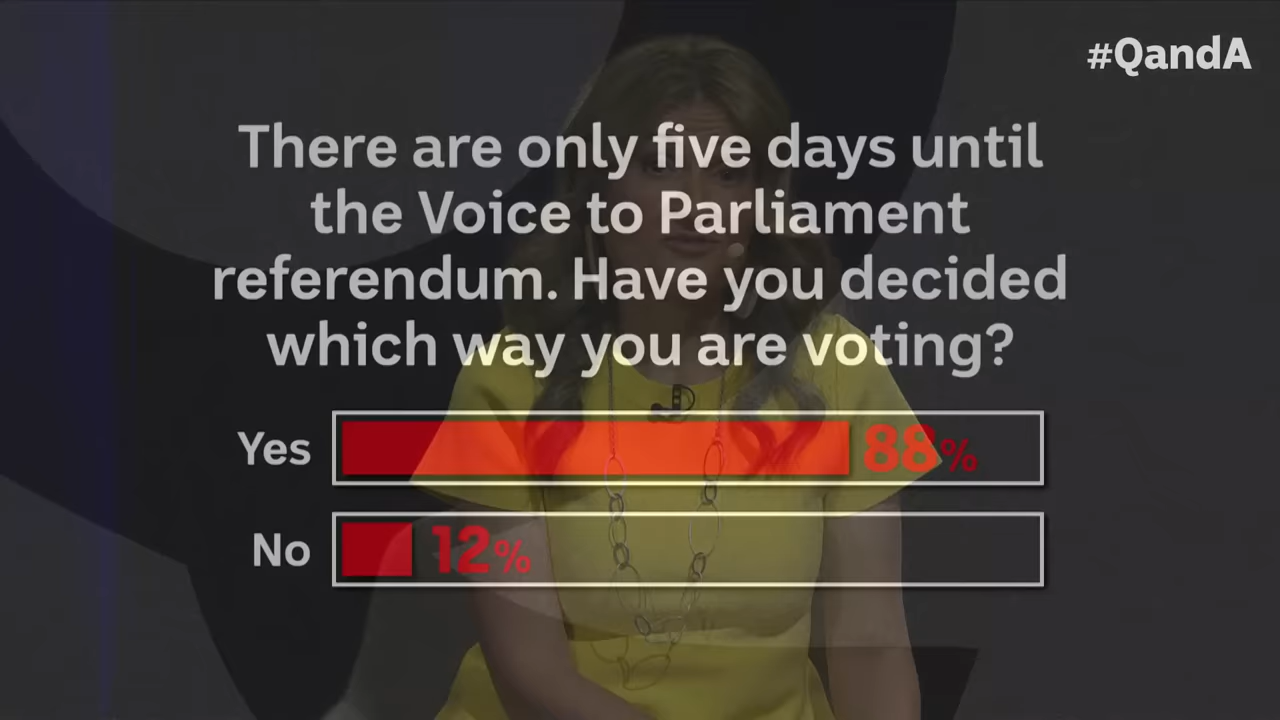 #QandA
There are only five days until
the Voice to Parliament
referendum. Have you decided
which way you are voting?
Yes 88%
No 12%